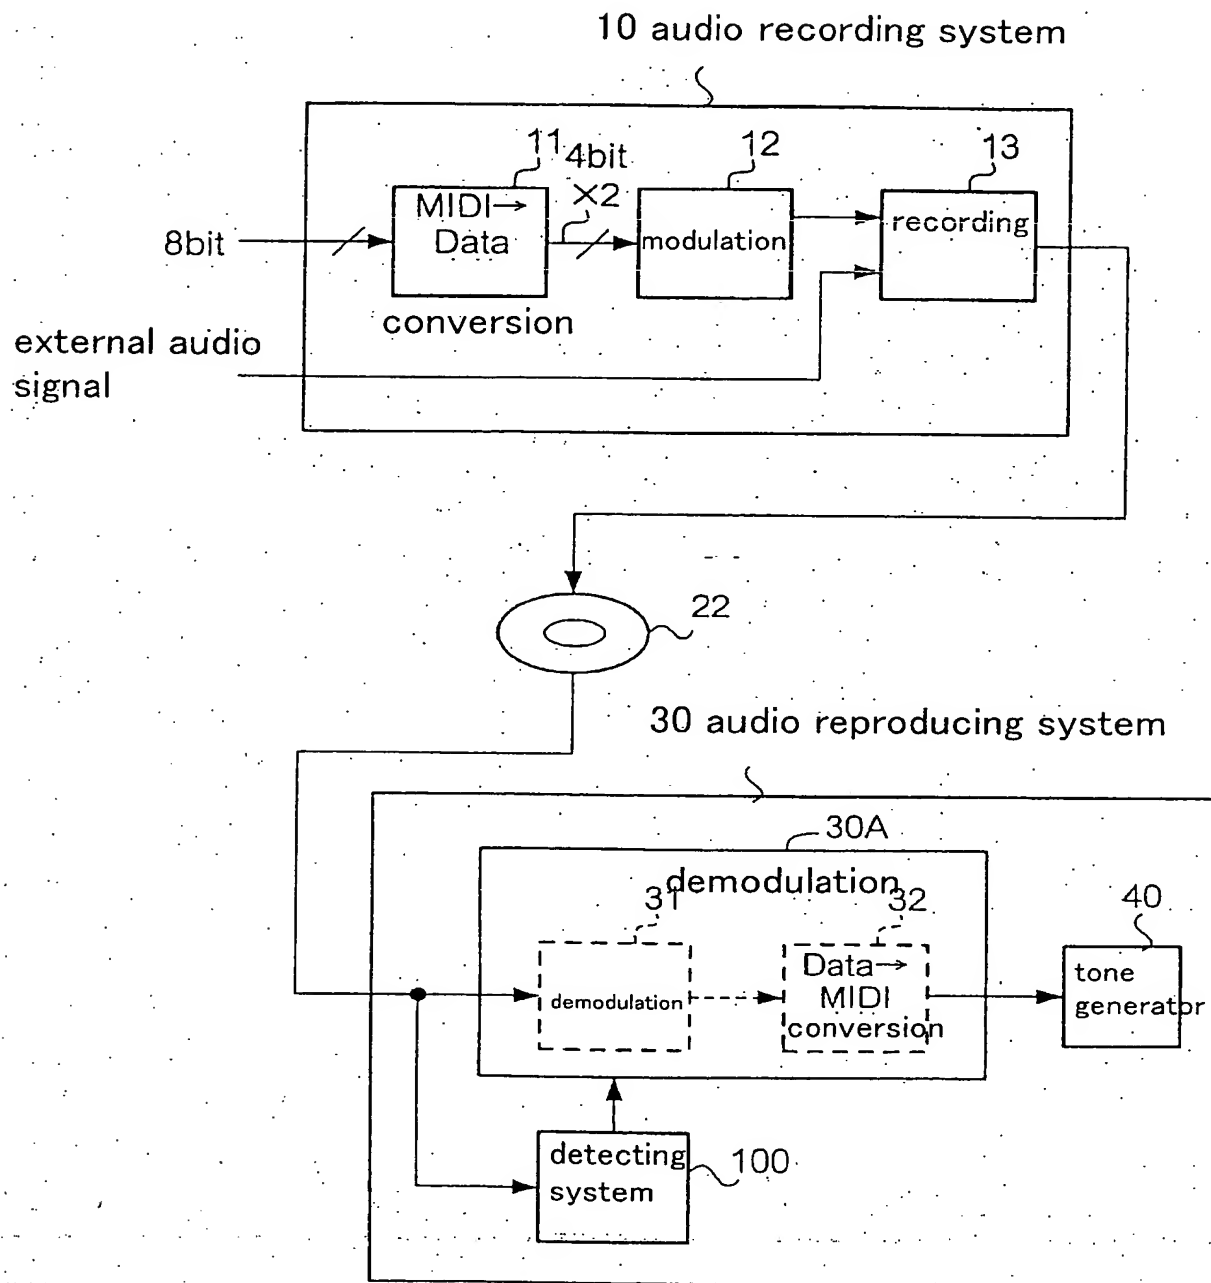 10 audio recording system
11
4bit
×2
12
13
MIDI→
Data
conversion
8bit
modulation
recording
external audio
signal
22
30 audio reproducing system
30A
demodulation
31
32
demodulation
Data→
MIDI
conversion
40
tone
generator
detecting
system
100